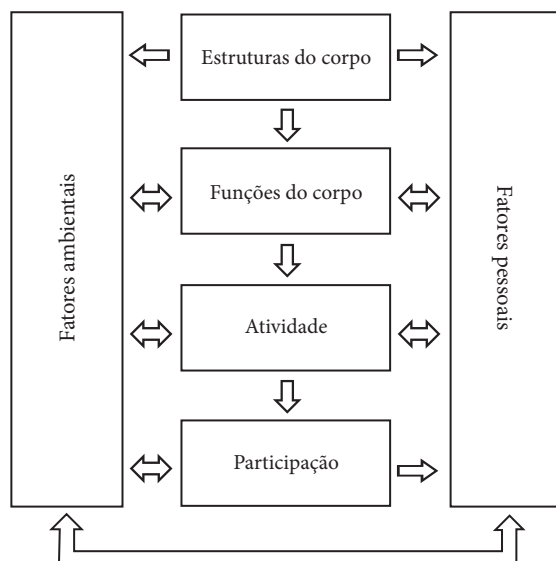 Estruturas do corpo
Funções do corpo
Atividade
Participação
Fatores ambientais
Fatores pessoais